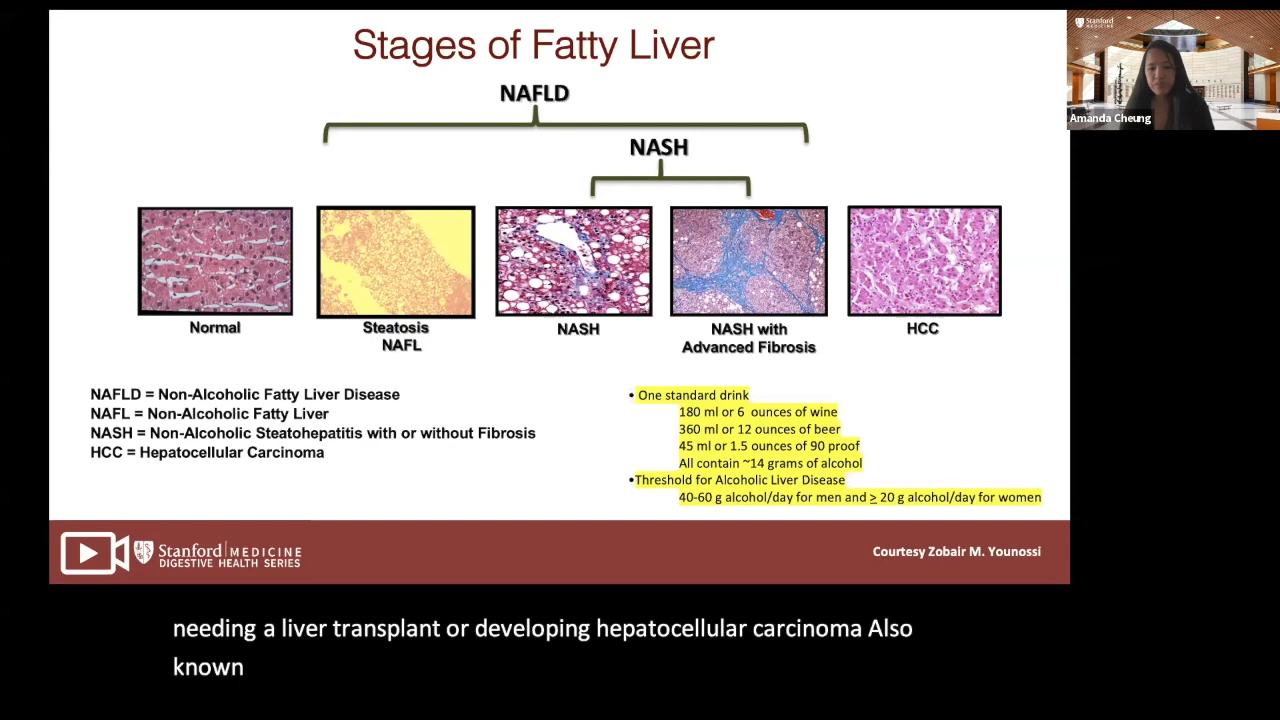 Stages of Fatty Liver
NAFLD
NASH
Normal
Steatosis
NAFL
NASH
NASH with
Advanced Fibrosis
HCC
NAFLD = Non-Alcoholic Fatty Liver Disease
NAFL = Non-Alcoholic Fatty Liver
NASH = Non-Alcoholic Steatohepatitis with or without Fibrosis
HCC = Hepatocellular Carcinoma
• One standard drink
180 ml or 6 ounces of wine
360 ml or 12 ounces of beer
45 ml or 1.5 ounces of 90 proof
All contain ~14 grams of alcohol
•Threshold for Alcoholic Liver Disease
40-60 g alcohol/day for men and ≥ 20 g alcohol/day for women
Stanford
MEDICINE
Amanda Cheung
Stanford | MEDICINE
DIGESTIVE HEALTH SERIES
Courtesy Zobair M. Younossi
needing a liver transplant or developing hepatocellular carcinoma Also
known